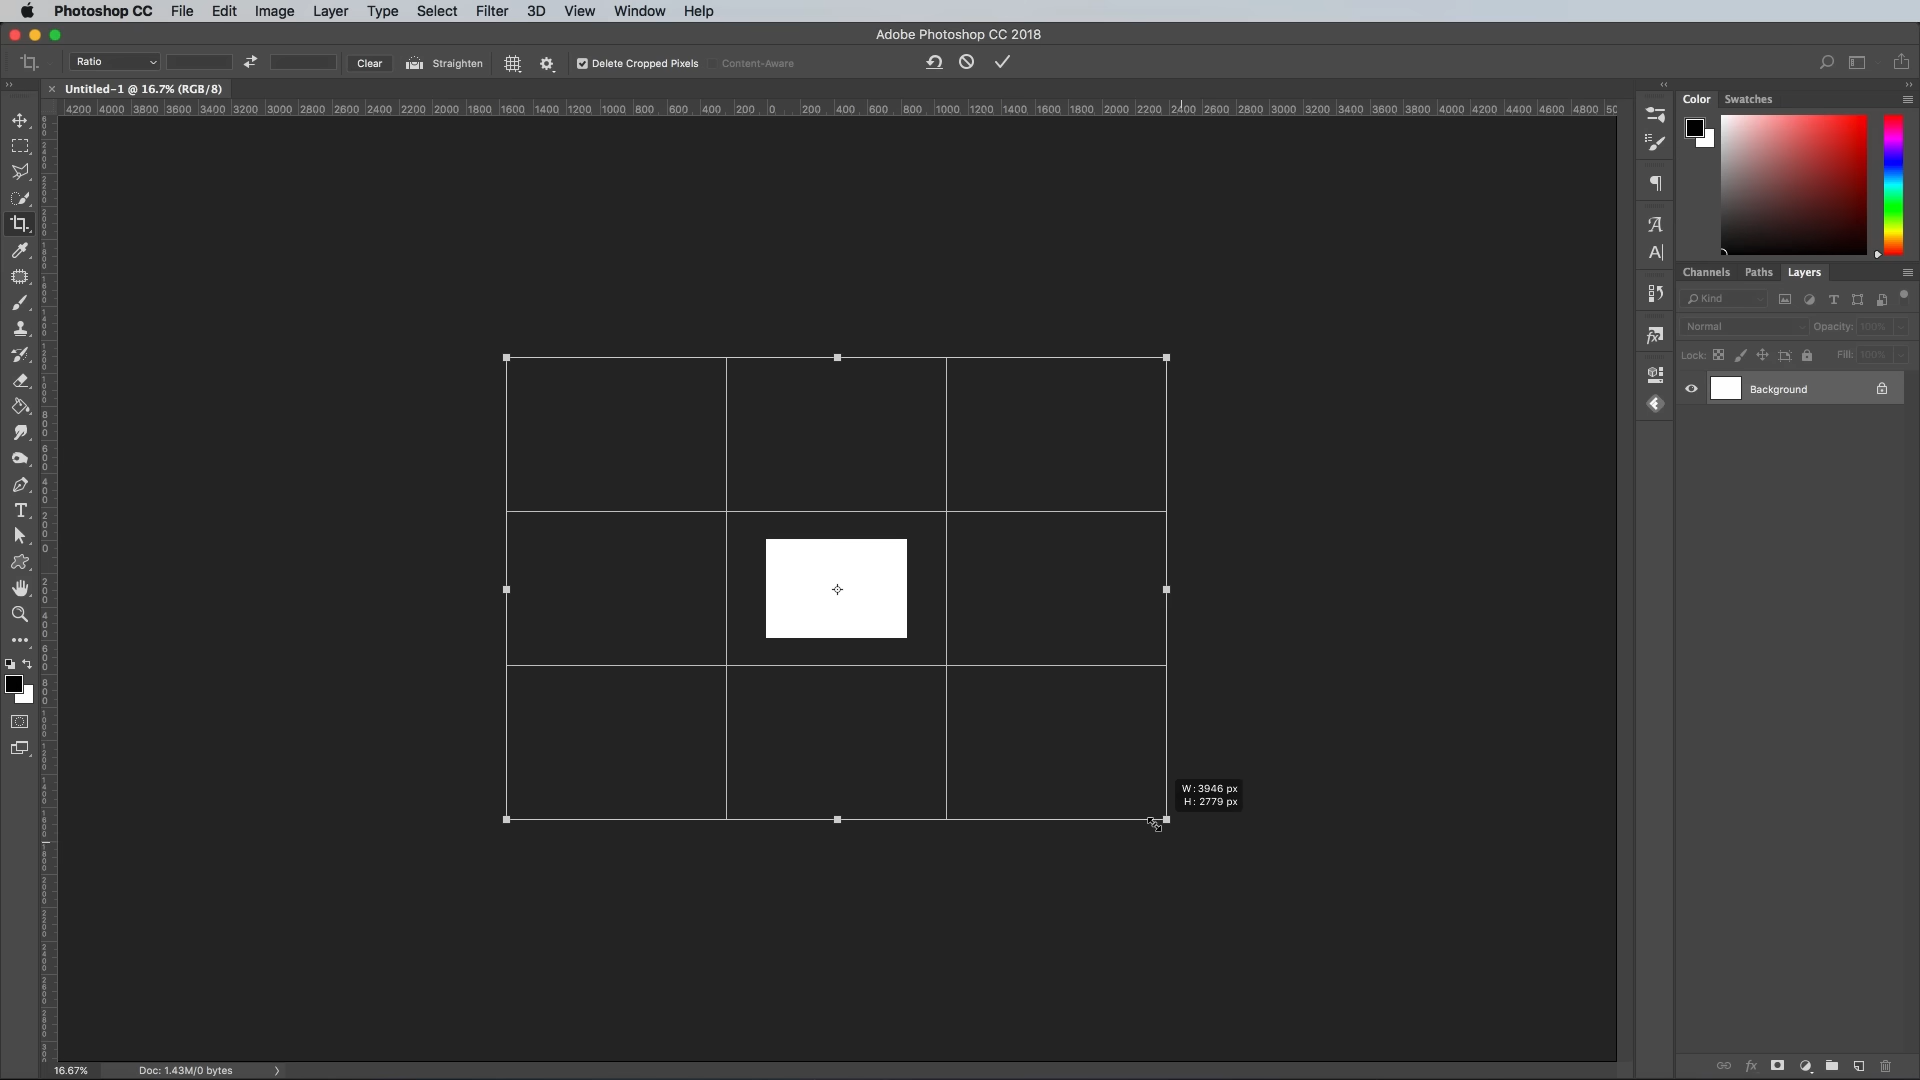 Photoshop CC File Edit Image Layer Type Select Filter 3D View Window Help
Adobe Photoshop CC 2018
Ratio Clear Straighten Delete Cropped Pixels Content-Aware
× Untitled-1 @ 16.7% (RGB/8)
4200 4000 3800 3600 3400 3200 3000 2800 2600 2400 2200 2000 1800 1600 1400 1200 1000 800 600 400 200 0 200 400 600 800 1000 1200 1400 1600 1800 2000 2200 2400 2600 2800 3000 3200 3400 3600 3800 4000 4200 4400 4600 4800
Color Swatches
Channels Paths Layers
Kind
Normal Opacity: 100%
Lock: Fill: 100%
Background
W: 3946 px
H: 2779 px
16.67% Doc: 1.43M/0 bytes